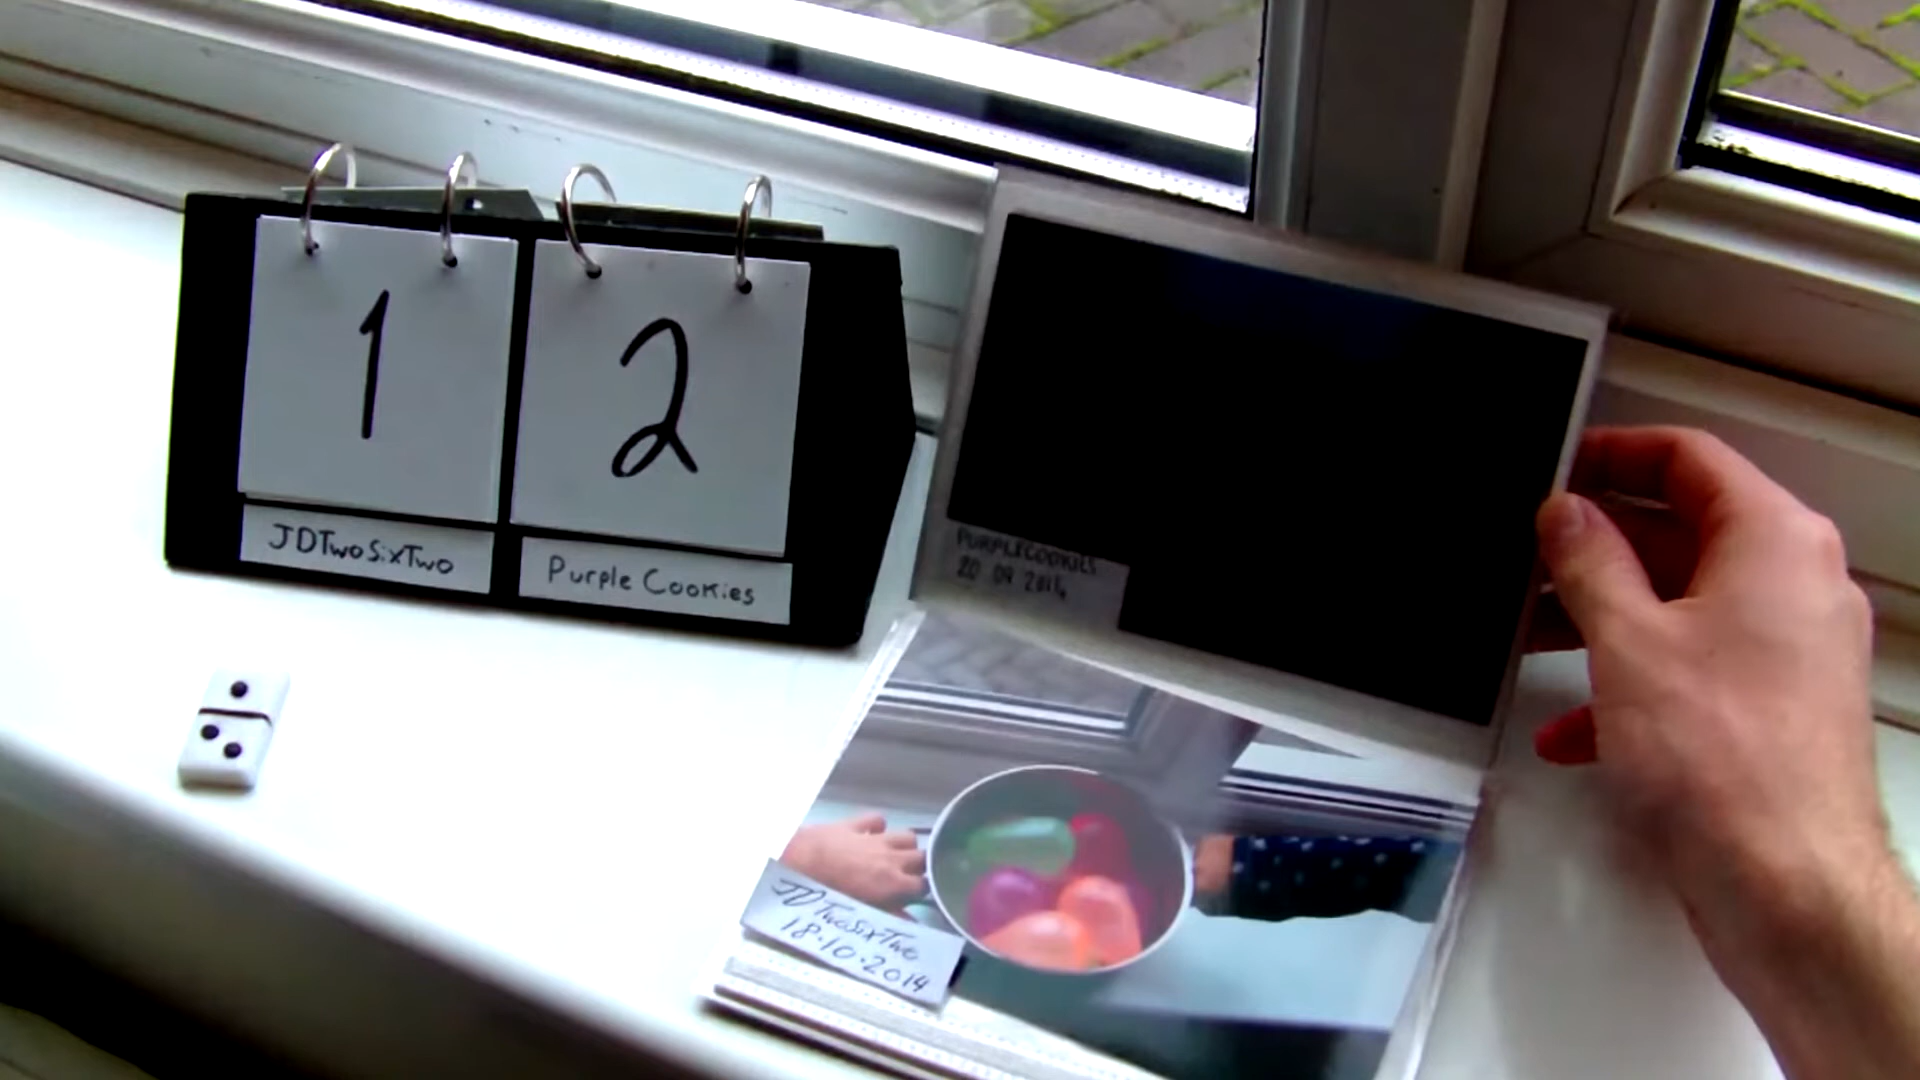 1
2
JDTwoSixTwo
Purple Cookies
PURPLECOOKIES
20 09 2014
JDTwoSixTwo
18.10.2014